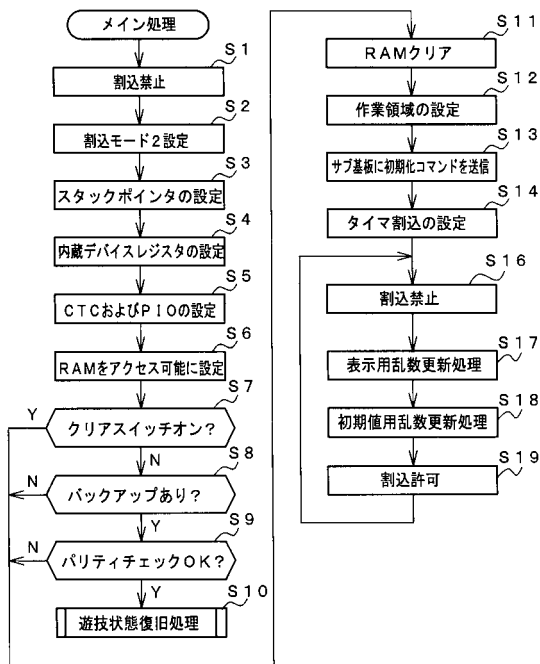 メイン処理
S1
割込禁止
S2
割込モード2設定
S3
スタックポインタの設定
S4
内蔵デバイスレジスタの設定
S5
CTCおよびPIOの設定
S6
RAMをアクセス可能に設定
S7
Y
クリアスイッチオン?
N
S8
N
バックアップあり?
Y
S9
N
パリティチェックOK?
Y
S10
遊技状態復旧処理
S11
RAMクリア
S12
作業領域の設定
S13
サブ基板に初期化コマンドを送信
S14
タイマ割込の設定
S16
割込禁止
S17
表示用乱数更新処理
S18
初期値用乱数更新処理
S19
割込許可